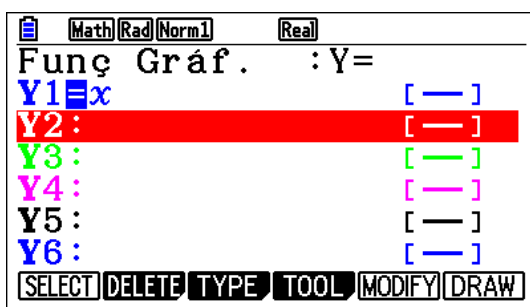 Math Rad Norm1 Real
Funç Gráf. :Y=
Y1=x [—]
Y2: [—]
Y3: [—]
Y4: [—]
Y5: [—]
Y6: [—]
SELECT DELETE TYPE TOOL MODIFY DRAW